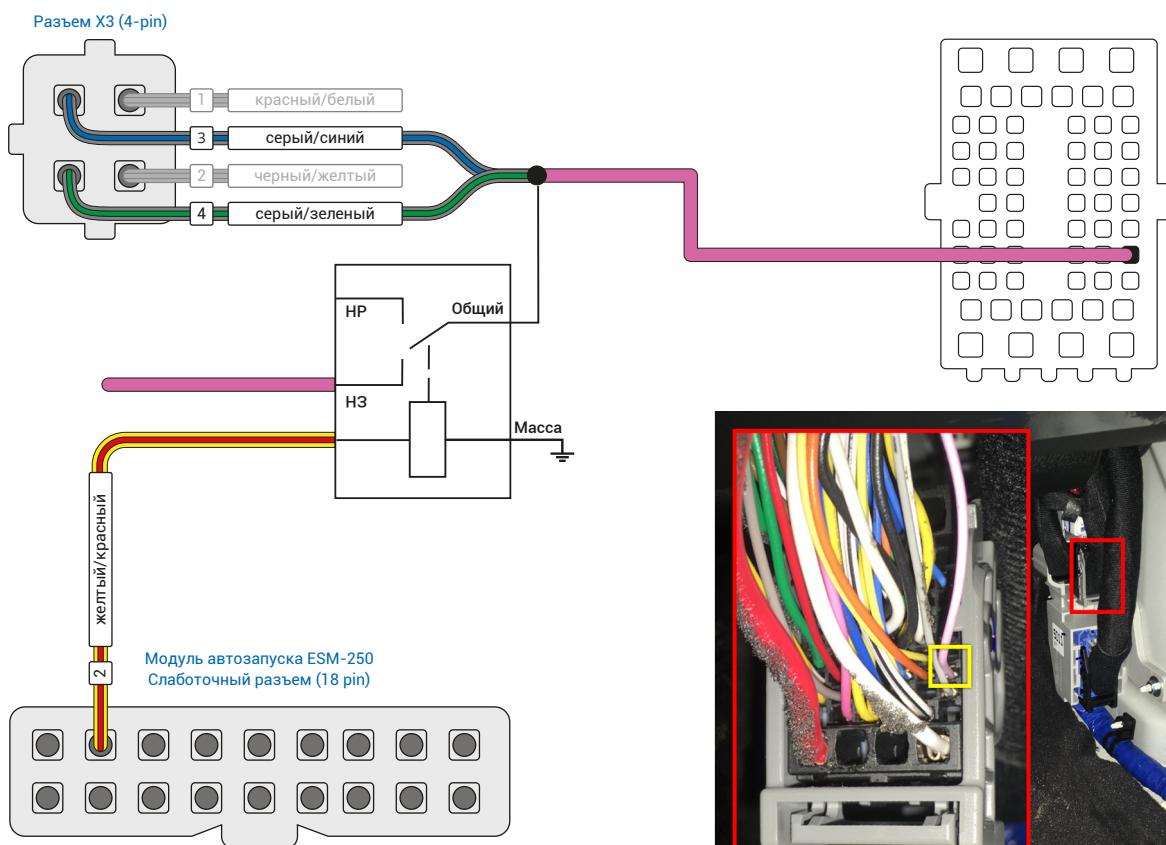 Разъем X3 (4-pin)
1
красный/белый
3
серый/синий
2
черный/желтый
4
серый/зеленый
НР
Общий
НЗ
Масса
желтый/красный
2
Модуль автозапуска ESM-250
Слаботочный разъем (18 pin)